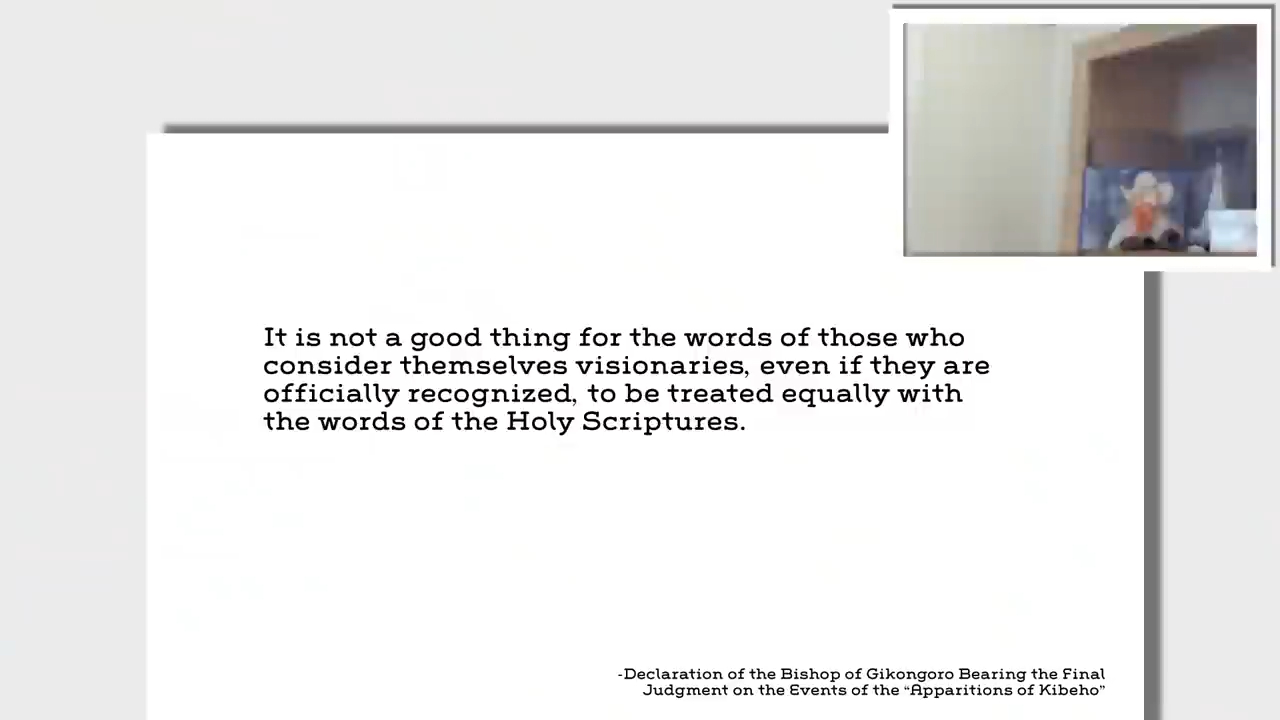 It is not a good thing for the words of those who
consider themselves visionaries, even if they are
officially recognized, to be treated equally with
the words of the Holy Scriptures.
-Declaration of the Bishop of Gikongoro Bearing the Final
Judgment on the Events of the “Apparitions of Kibeho”